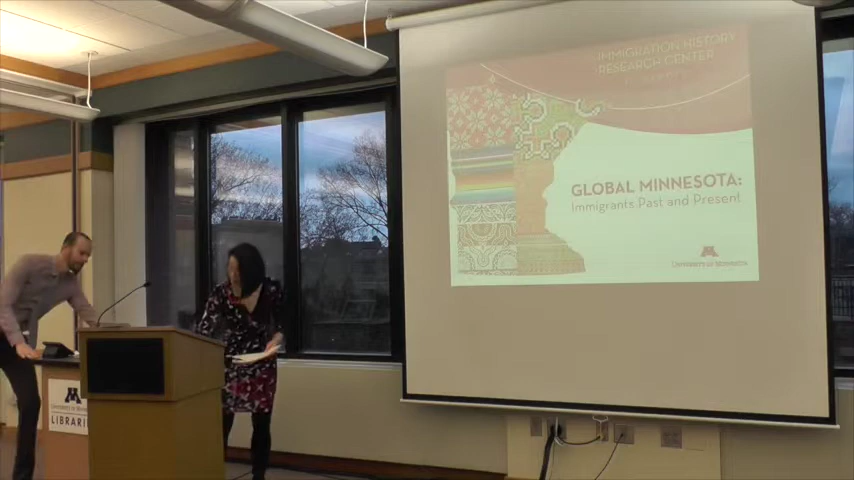 IMMIGRATION HISTORY
RESEARCH CENTER
GLOBAL MINNESOTA:
Immigrants Past and Present
UNIVERSITY OF MINNESOTA
LIBRARIES